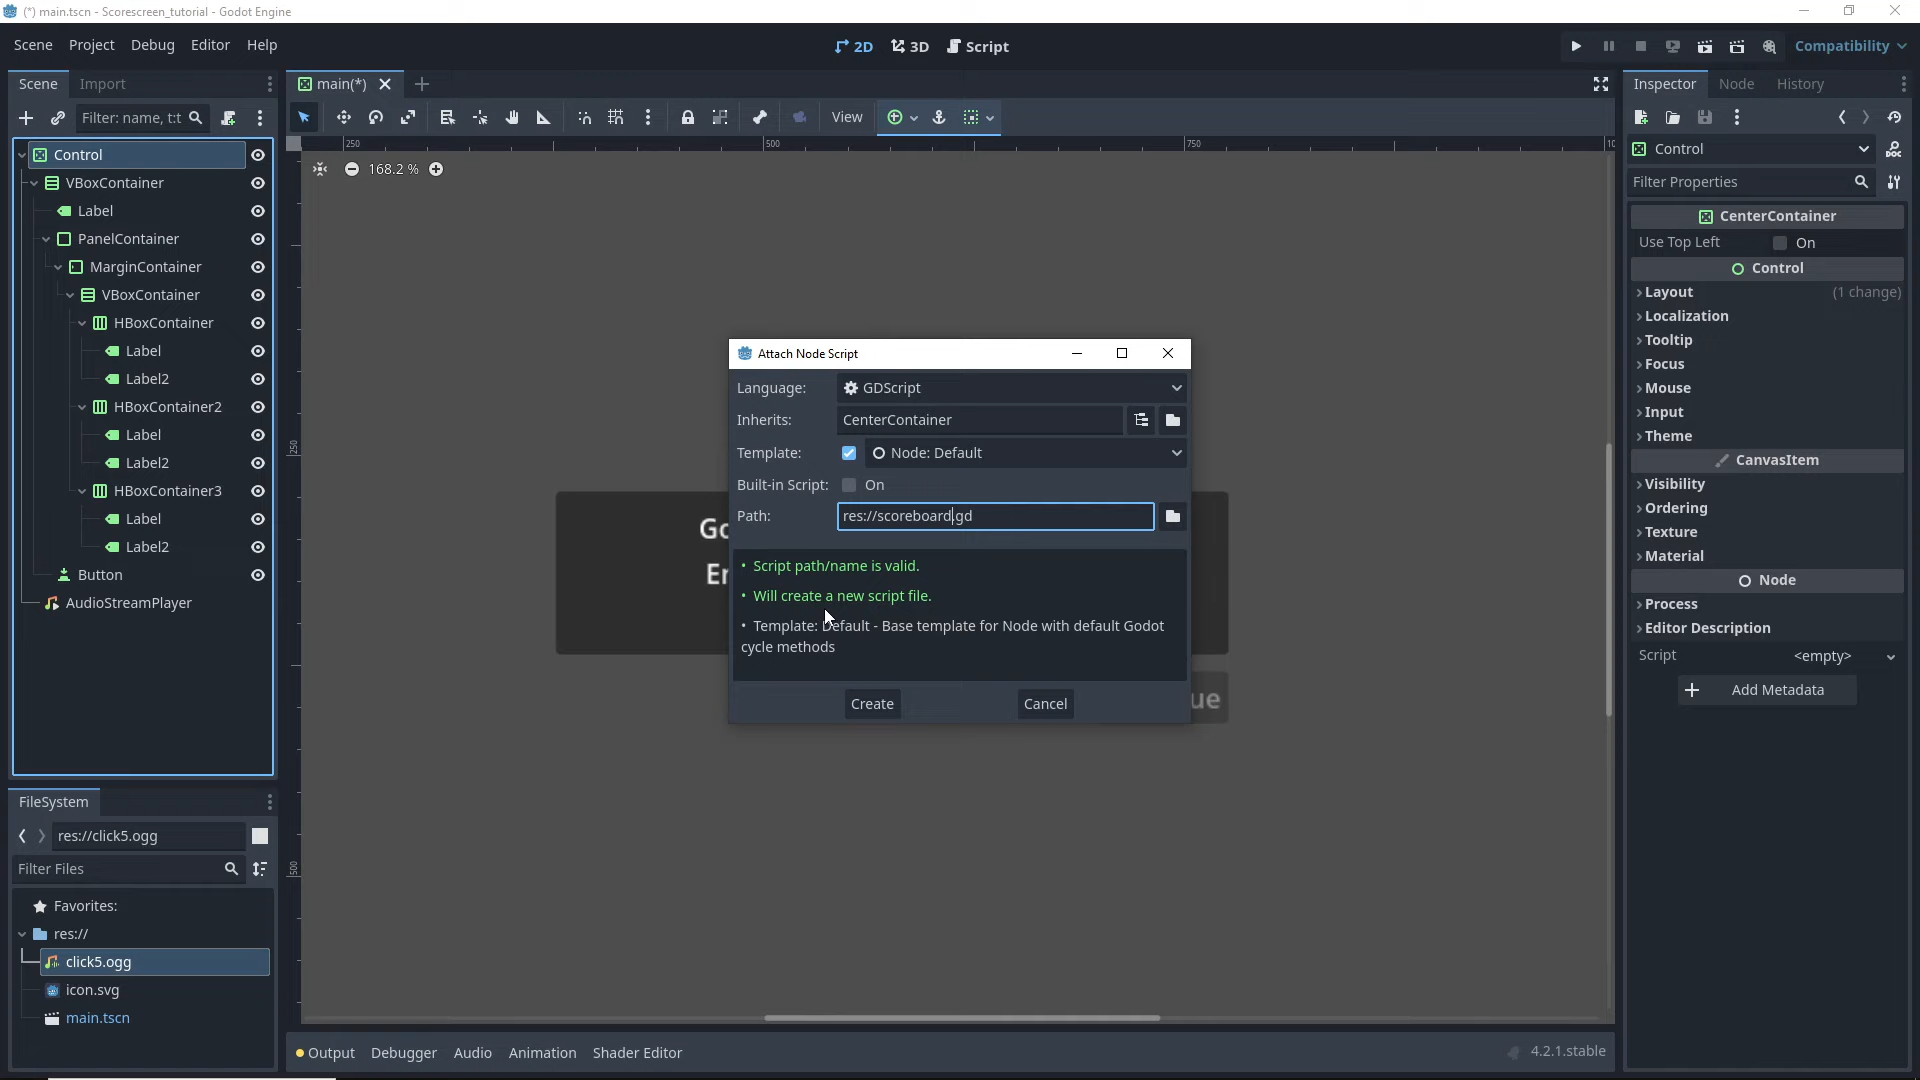 (*) main.tscn - Scorescreen_tutorial - Godot Engine
Scene Project Debug Editor Help
2D 3D Script
Compatibility
Scene Import
main(*)
Inspector Node History
Filter: name, t:t
View
Control
Filter Properties
250 500 750
168.2 %
250
500
Control
VBoxContainer
Label
PanelContainer
MarginContainer
VBoxContainer
HBoxContainer
Label
Label2
HBoxContainer2
Label
Label2
HBoxContainer3
Label
Label2
Button
AudioStreamPlayer
Attach Node Script
Language: GDScript
Inherits: CenterContainer
Template: Node: Default
Built-in Script: On
Path: res://scoreboard.gd
• Script path/name is valid.
• Will create a new script file.
• Template: Default - Base template for Node with default Godot
cycle methods
Create Cancel
ue
CenterContainer
Use Top Left On
Control
Layout (1 change)
Localization
Tooltip
Focus
Mouse
Input
Theme
CanvasItem
Visibility
Ordering
Texture
Material
Node
Process
Editor Description
Script <empty>
Add Metadata
FileSystem
res://click5.ogg
Filter Files
Favorites:
res://
click5.ogg
icon.svg
main.tscn
Output Debugger Audio Animation Shader Editor
4.2.1.stable